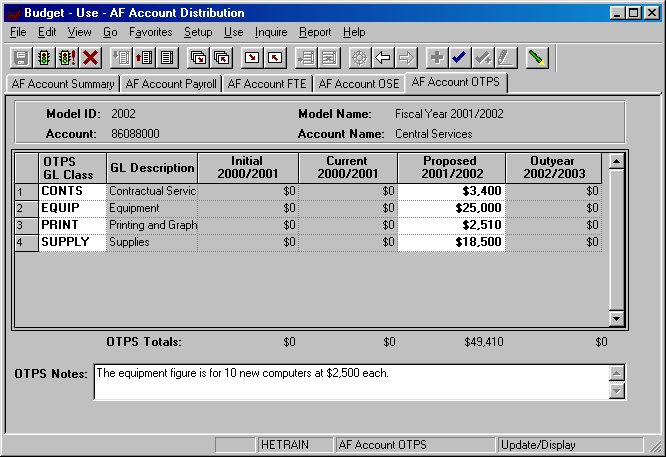 Budget - Use - AF Account Distribution
File Edit View Go Favorites Setup Use Inquire Report Help
AF Account Summary AF Account Payroll AF Account FTE AF Account OSE AF Account OTPS
Model ID: 2002 Model Name: Fiscal Year 2001/2002
Account: 86088000 Account Name: Central Services
OTPS GL Description Initial Current Proposed Outyear
GL Class 2000/2001 2000/2001 2001/2002 2002/2003
1 CONTS Contractual Servic $0 $0 $3,400 $0
2 EQUIP Equipment $0 $0 $25,000 $0
3 PRINT Printing and Graph $0 $0 $2,510 $0
4 SUPPLY Supplies $0 $0 $18,500 $0
OTPS Totals: $0 $0 $49,410 $0
OTPS Notes: The equipment figure is for 10 new computers at $2,500 each.
HETRAIN AF Account OTPS Update/Display